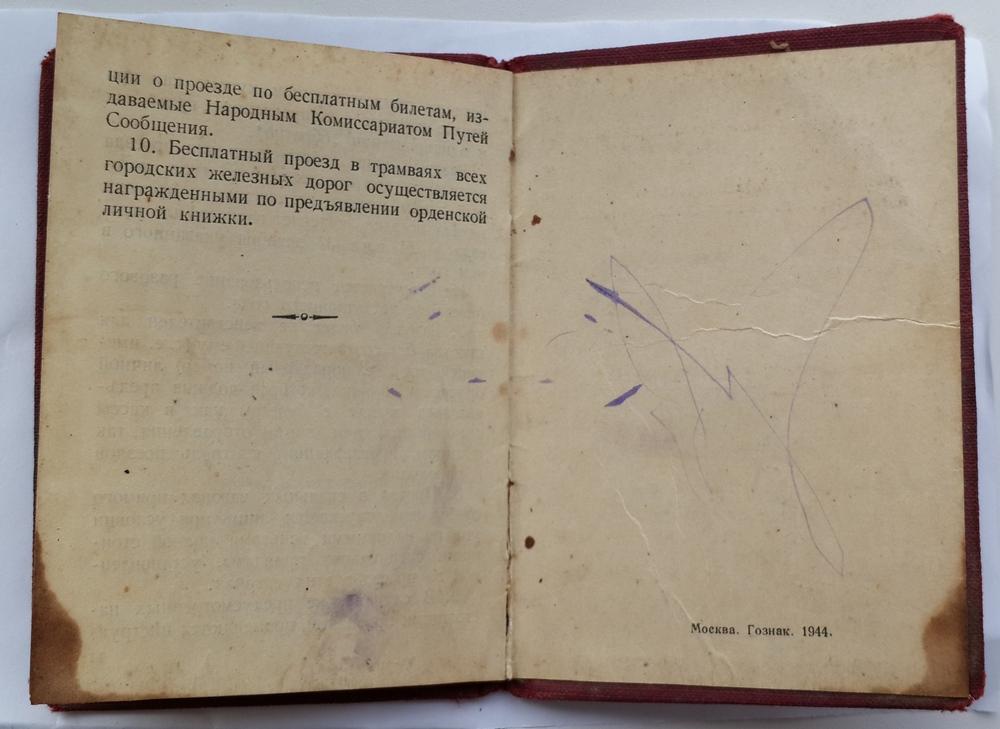 ции о проезде по бесплатным билетам, из-
даваемые Народным Комиссариатом Путей
Сообщения.
10. Бесплатный проезд в трамваях всех
городских железных дорог осуществляется
награжденными по предъявлении орденской
личной книжки.
Москва. Гознак. 1944.